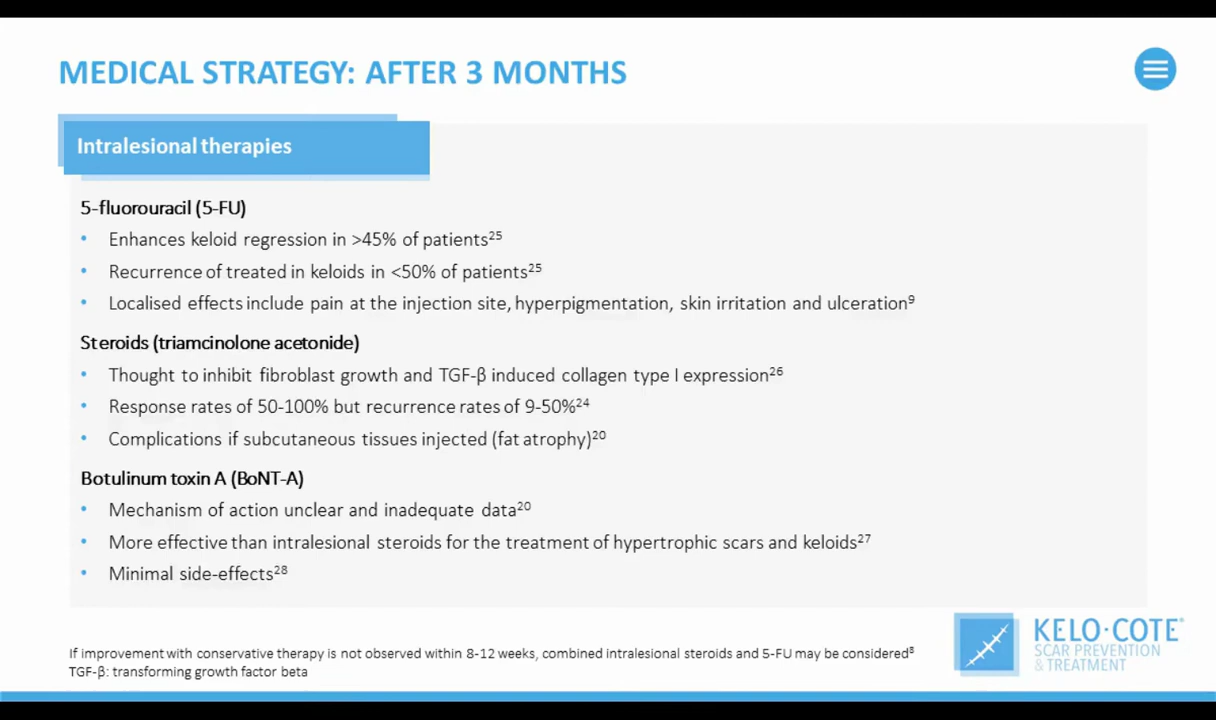 MEDICAL STRATEGY: AFTER 3 MONTHS
Intralesional therapies
5-fluorouracil (5-FU)
• Enhances keloid regression in >45% of patients²⁵
• Recurrence of treated in keloids in <50% of patients²⁵
• Localised effects include pain at the injection site, hyperpigmentation, skin irritation and ulceration⁹
Steroids (triamcinolone acetonide)
• Thought to inhibit fibroblast growth and TGF-β induced collagen type I expression²⁶
• Response rates of 50-100% but recurrence rates of 9-50%²⁴
• Complications if subcutaneous tissues injected (fat atrophy)²⁰
Botulinum toxin A (BoNT-A)
• Mechanism of action unclear and inadequate data²⁰
• More effective than intralesional steroids for the treatment of hypertrophic scars and keloids²⁷
• Minimal side-effects²⁸
If improvement with conservative therapy is not observed within 8-12 weeks, combined intralesional steroids and 5-FU may be considered⁸
TGF-β: transforming growth factor beta
KELO·COTE®
SCAR PREVENTION
& TREATMENT